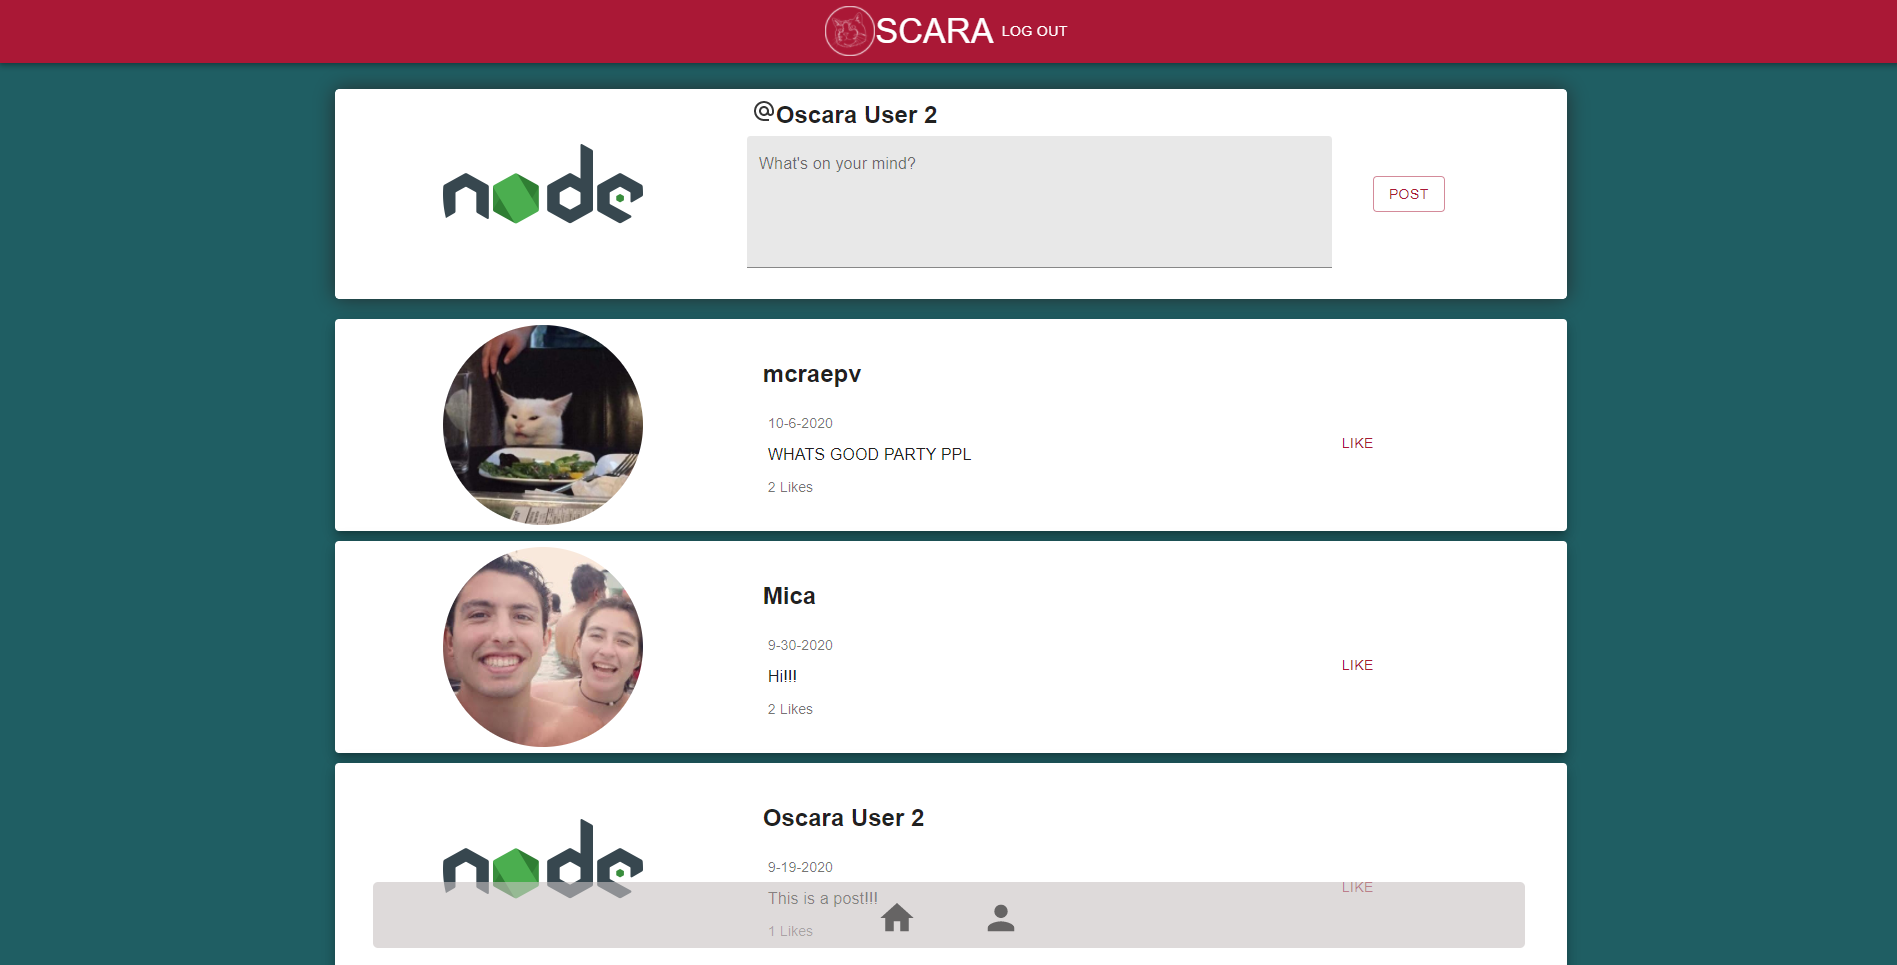 SCARA LOG OUT
node
@Oscara User 2
What's on your mind?
POST
mcraepv
10-6-2020
WHATS GOOD PARTY PPL
LIKE
2 Likes
Mica
9-30-2020
Hi!!!
LIKE
2 Likes
node
Oscara User 2
9-19-2020
This is a post!!!
LIKE
1 Likes